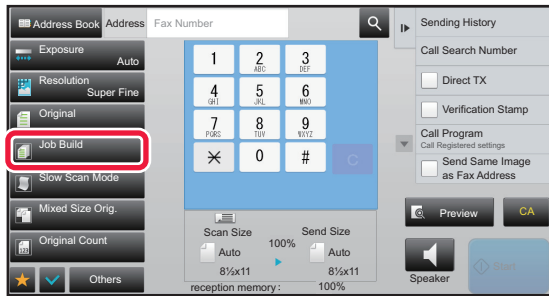 Address Book
Address
Fax Number
Sending History
Exposure
Auto
Call Search Number
Resolution
Super Fine
Direct TX
Original
Verification Stamp
Job Build
Call Program
Call Registered settings
Slow Scan Mode
Send Same Image
as Fax Address
Mixed Size Orig.
Original Count
Others
1
2
ABC
3
DEF
4
GHI
5
JKL
6
MNO
7
PQRS
8
TUV
9
WXYZ
0
#
C
Scan Size
Send Size
100%
Auto
Auto
8½x11
8½x11
reception memory:
100%
Preview
CA
Speaker
Start